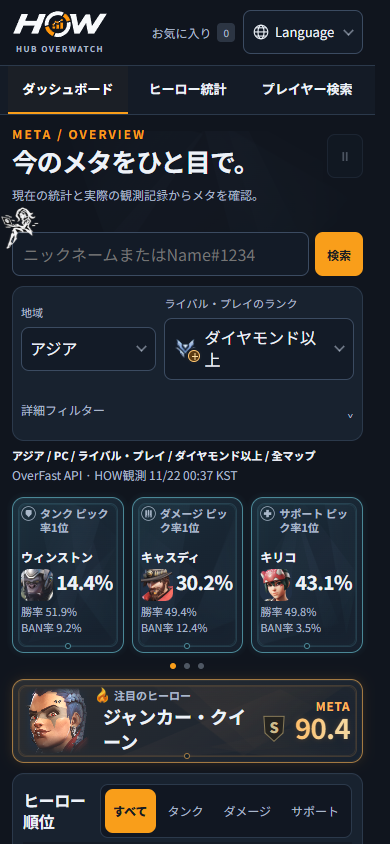 HOW
HUB OVERWATCH
お気に入り 0
Language
ダッシュボード ヒーロー統計 プレイヤー検索
META / OVERVIEW
今のメタをひと目で。
現在の統計と実際の観測記録からメタを確認。
ニックネームまたはName#1234 検索
地域
アジア
ライバル・プレイのランク
ダイヤモンド以
上
詳細フィルター
アジア / PC / ライバル・プレイ / ダイヤモンド以上 / 全マップ
OverFast API · HOW観測 11/22 00:37 KST
タンク ピック
率1位
ウィンストン
14.4%
勝率 51.9%
BAN率 9.2%
ダメージ ピッ
ク率1位
キャスディ
30.2%
勝率 49.4%
BAN率 12.4%
サポート ピッ
ク率1位
キリコ
43.1%
勝率 49.8%
BAN率 3.5%
注目のヒーロー
ジャンカー・クイ
ーン
S
META
90.4
ヒーロー
順位
すべて タンク ダメージ サポート